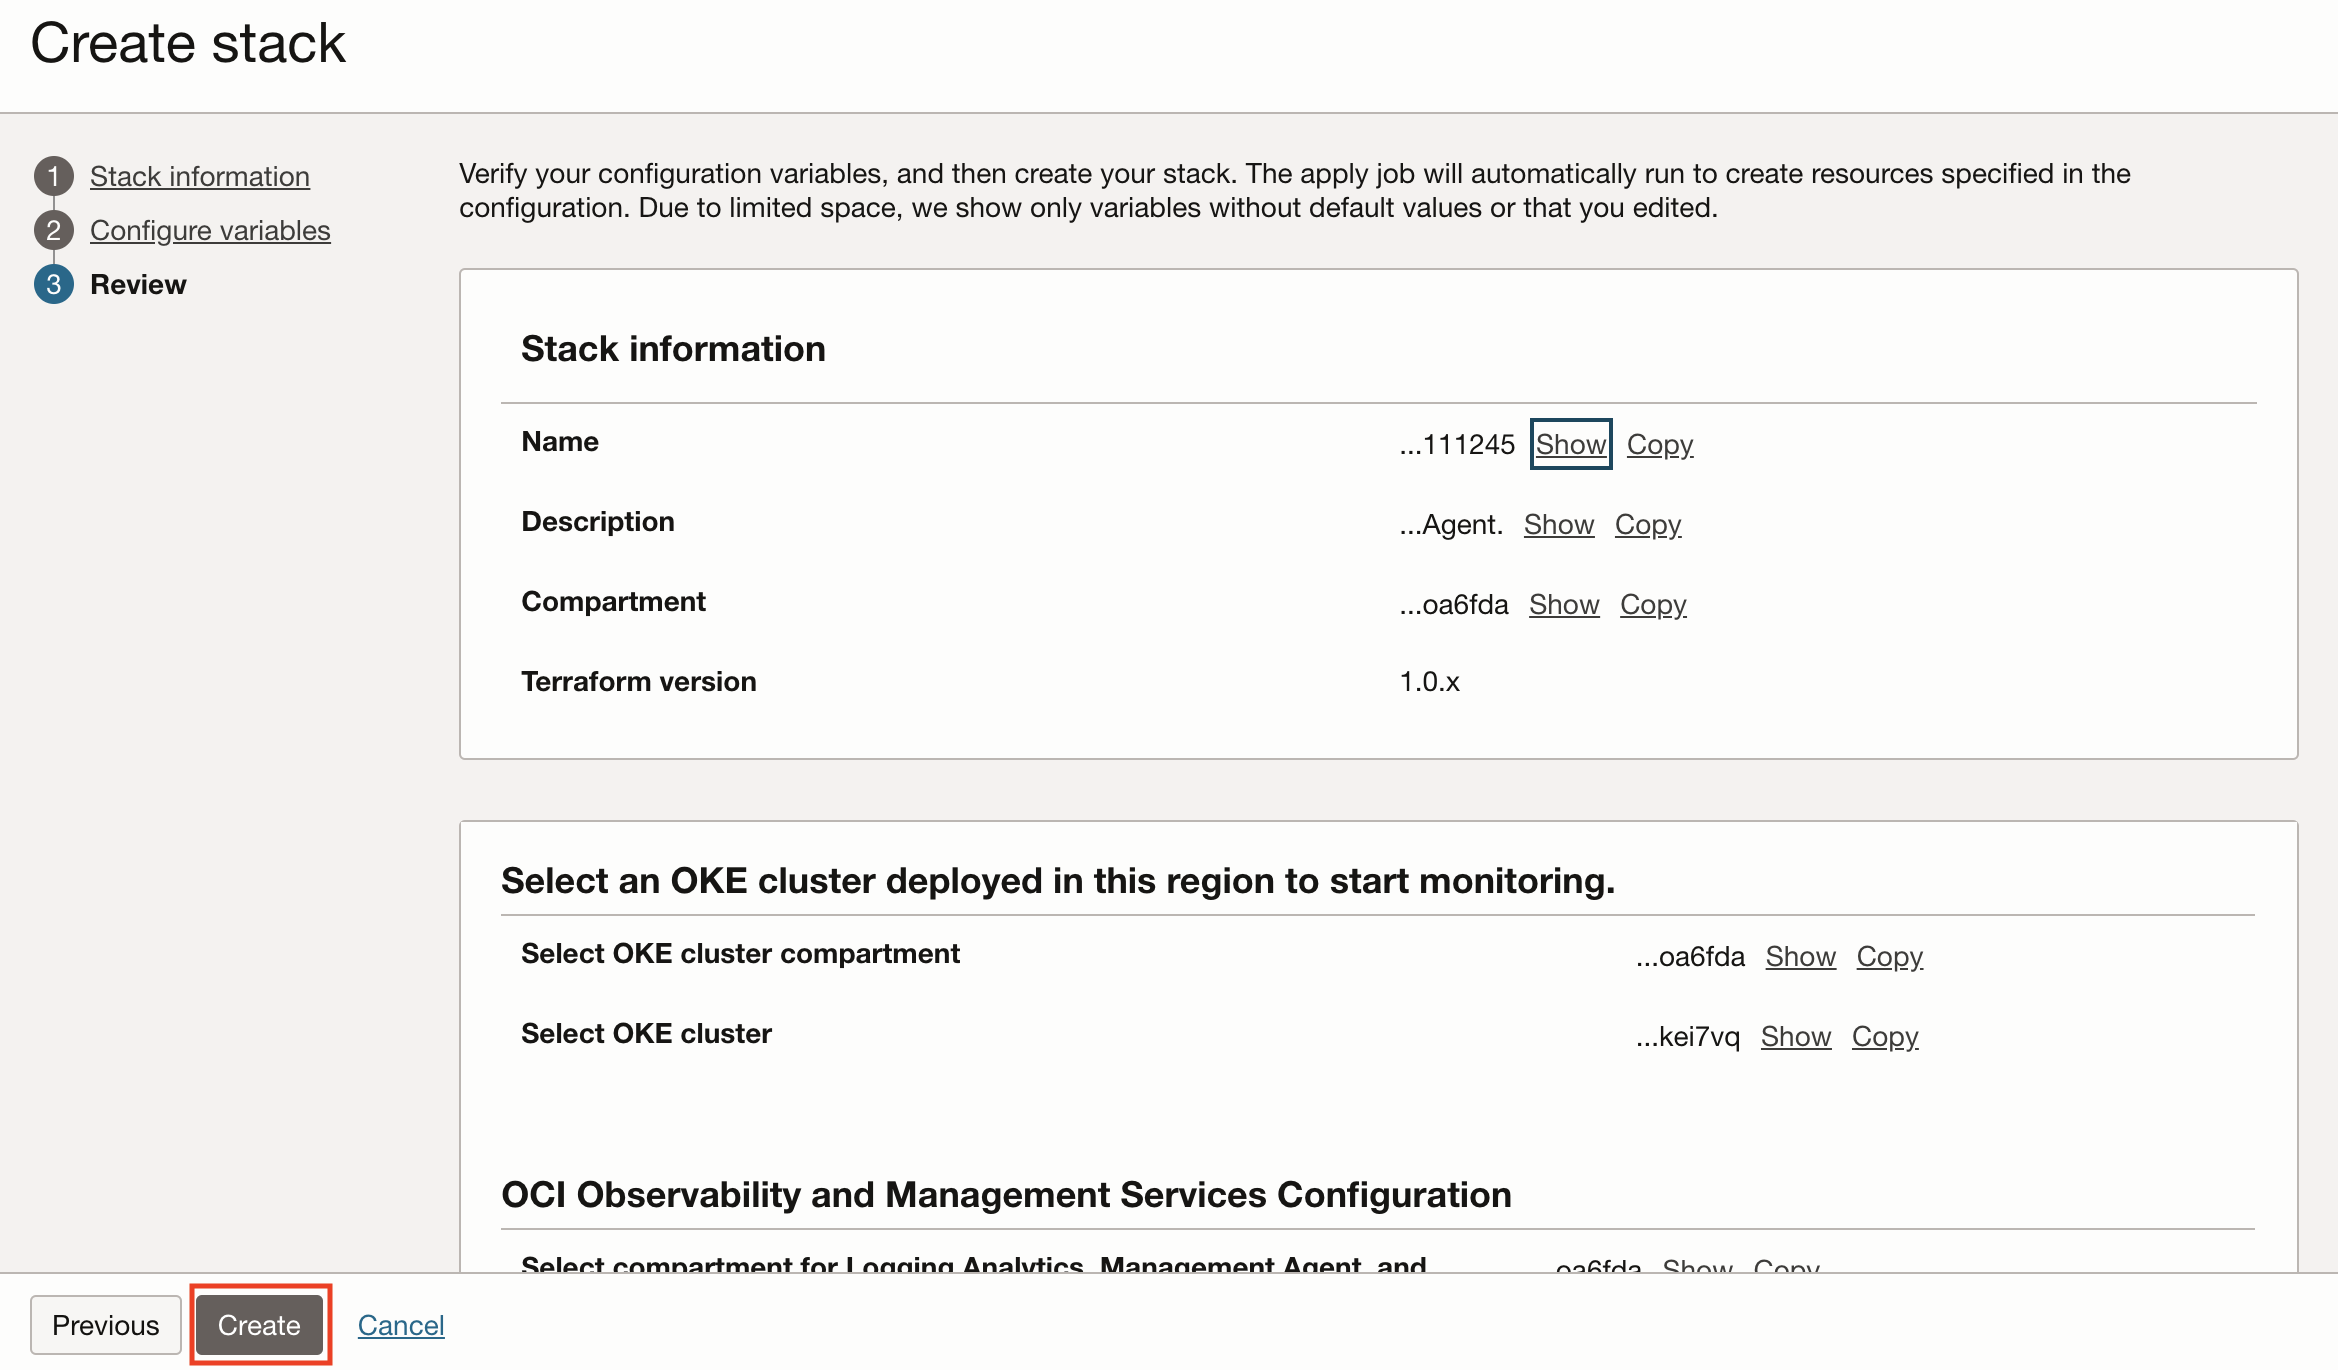 Create stack
1 Stack information
2 Configure variables
3 Review
Verify your configuration variables, and then create your stack. The apply job will automatically run to create resources specified in the
configuration. Due to limited space, we show only variables without default values or that you edited.
Stack information
Name ...111245 Show Copy
Description ...Agent. Show Copy
Compartment ...oa6fda Show Copy
Terraform version 1.0.x
Select an OKE cluster deployed in this region to start monitoring.
Select OKE cluster compartment ...oa6fda Show Copy
Select OKE cluster ...kei7vq Show Copy
OCI Observability and Management Services Configuration
Select compartment for Logging Analytics, Management Agent, and ...oa6fda Show Copy
Previous Create Cancel